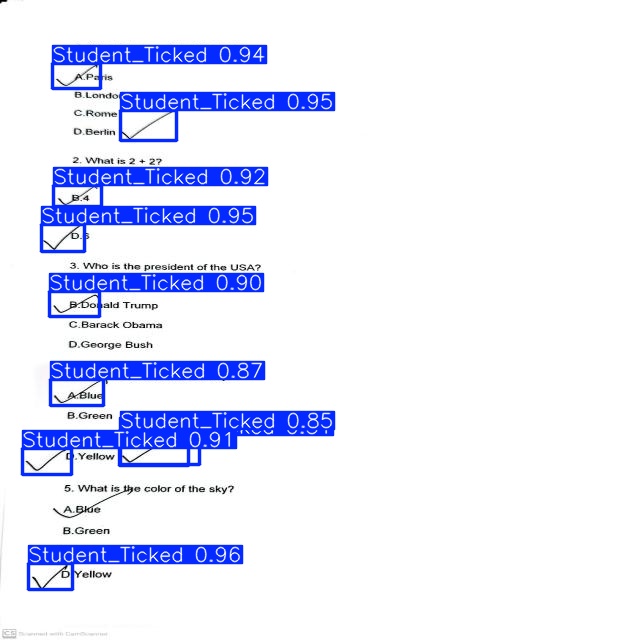 Student_Ticked 0.94
A.Paris
B.Londo
Student_Ticked 0.95
C.Rome
D.Berlin
2. What is 2 + 2?
Student_Ticked 0.92
B.4
Student_Ticked 0.95
D.6
3. Who is the president of the USA?
Student_Ticked 0.90
B.Donald Trump
C.Barack Obama
D.George Bush
Student_Ticked 0.87
A.Blue
B.Green
Student_Ticked 0.85
Student_Ticked 0.91
D.Yellow
5. What is the color of the sky?
A.Blue
B.Green
Student_Ticked 0.96
D.Yellow
CS Scanned with CamScanner